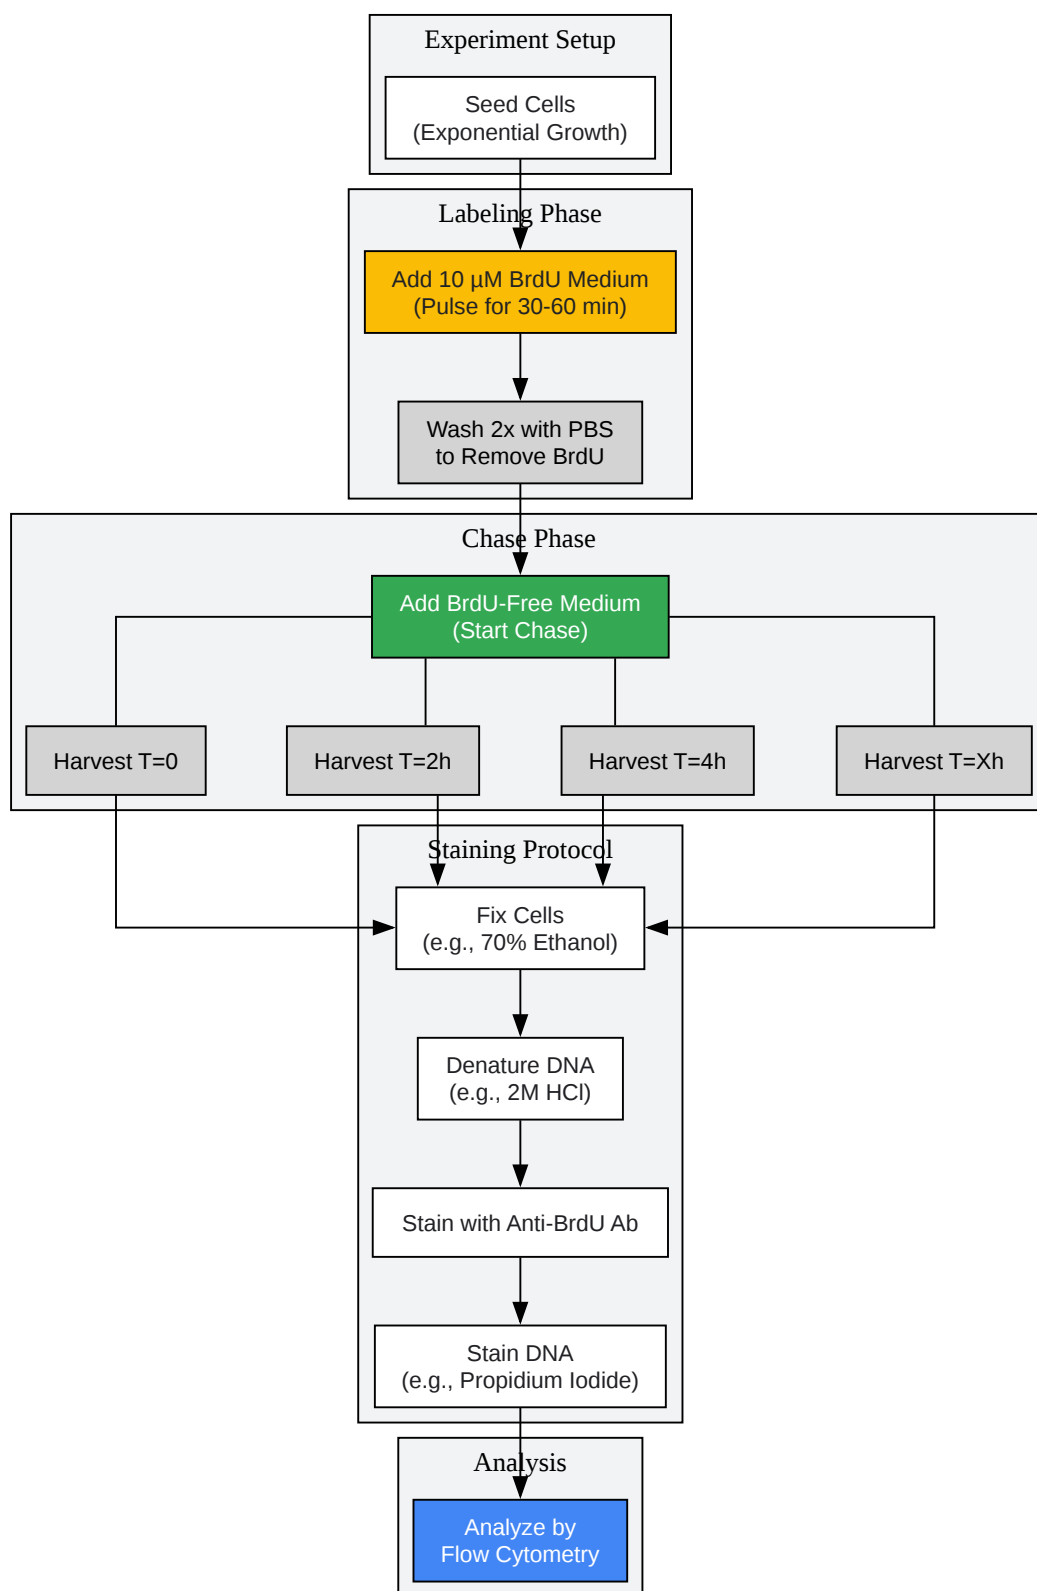 Experiment Setup
Seed Cells
(Exponential Growth)
Labeling Phase
Add 10 µM BrdU Medium
(Pulse for 30-60 min)
Wash 2x with PBS
to Remove BrdU
Chase Phase
Add BrdU-Free Medium
(Start Chase)
Harvest T=0
Harvest T=2h
Harvest T=4h
Harvest T=Xh
Staining Protocol
Fix Cells
(e.g., 70% Ethanol)
Denature DNA
(e.g., 2M HCl)
Stain with Anti-BrdU Ab
Stain DNA
(e.g., Propidium Iodide)
Analysis
Analyze by
Flow Cytometry